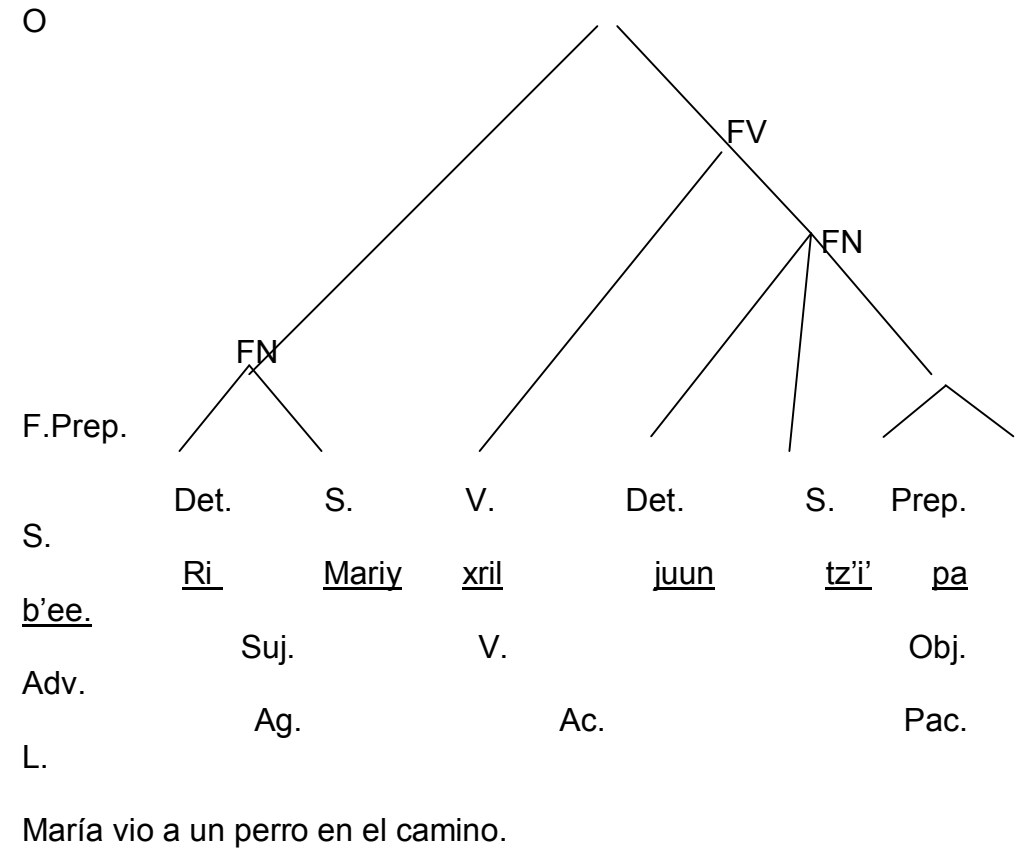 O
FV
FN
FN
F.Prep.
Det. S. V. Det. S. Prep.
S.
Ri Mariy xril juun tz’i’ pa
b’ee.
Suj. V. Obj.
Adv.
Ag. Ac. Pac.
L.
María vio a un perro en el camino.